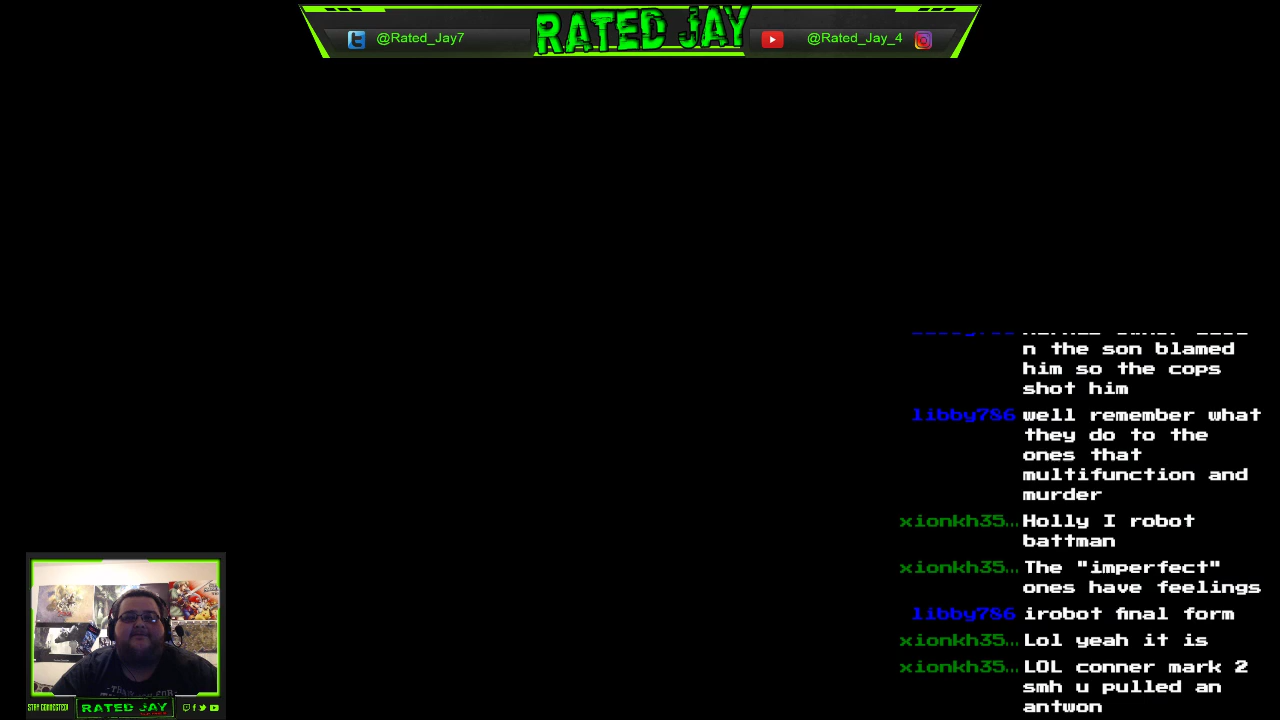 @Rated_Jay7
RATED JAY
@Rated_Jay_4
n the son blamed
him so the cops
shot him
libby786 well remember what
they do to the
ones that
multifunction and
murder
xionkh35... Holly I robot
battman
xionkh35... The "imperfect"
ones have feelings
libby786 irobot final form
xionkh35... Lol yeah it is
xionkh35... LOL conner mark 2
smh u pulled an
antwon
STAY CONNECTED!
RATED JAY